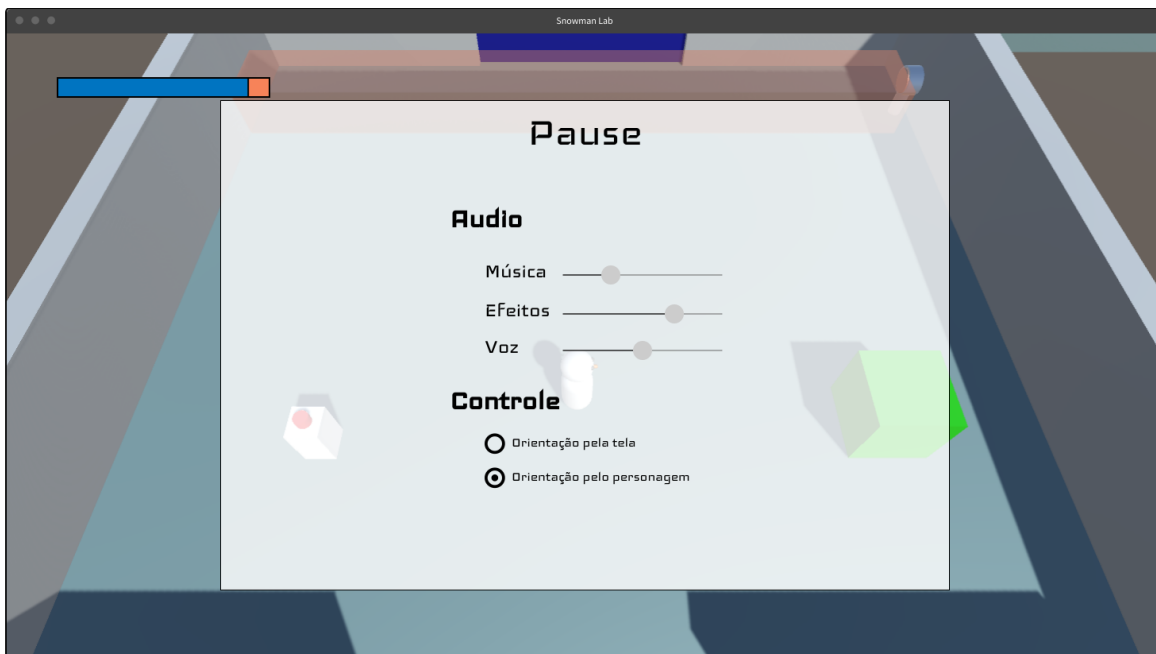 Snowman Lab
Pause
Audio
Música
Efeitos
Voz
Controle
Orientação pela tela
Orientação pelo personagem